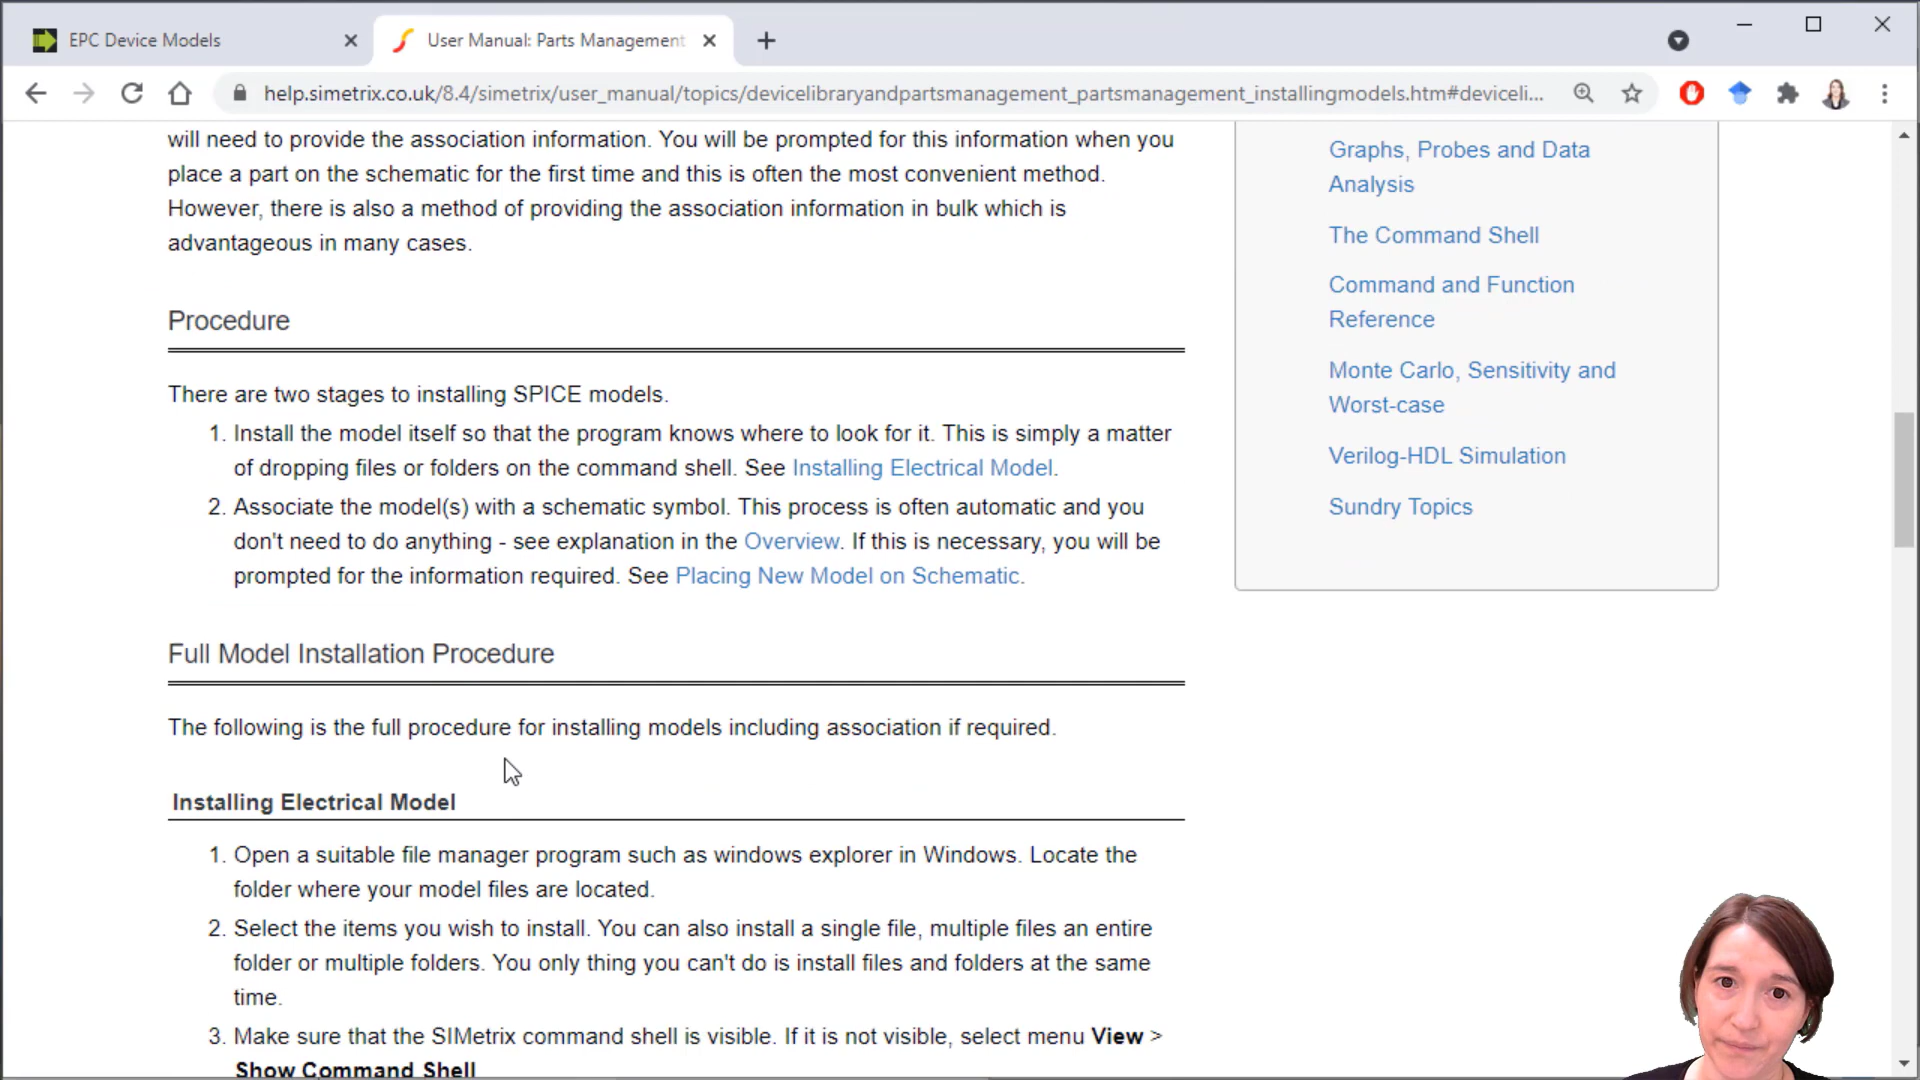 EPC Device Models
User Manual: Parts Management
help.simetrix.co.uk/8.4/simetrix/user_manual/topics/devicelibraryandpartsmanagement_partsmanagement_installingmodels.htm#deviceli...
will need to provide the association information. You will be prompted for this information when you
place a part on the schematic for the first time and this is often the most convenient method.
However, there is also a method of providing the association information in bulk which is
advantageous in many cases.
Procedure
There are two stages to installing SPICE models.
1. Install the model itself so that the program knows where to look for it. This is simply a matter
of dropping files or folders on the command shell. See Installing Electrical Model.
2. Associate the model(s) with a schematic symbol. This process is often automatic and you
don't need to do anything - see explanation in the Overview. If this is necessary, you will be
prompted for the information required. See Placing New Model on Schematic.
Full Model Installation Procedure
The following is the full procedure for installing models including association if required.
Installing Electrical Model
1. Open a suitable file manager program such as windows explorer in Windows. Locate the
folder where your model files are located.
2. Select the items you wish to install. You can also install a single file, multiple files an entire
folder or multiple folders. You only thing you can't do is install files and folders at the same
time.
3. Make sure that the SIMetrix command shell is visible. If it is not visible, select menu View >
Show Command Shell
Graphs, Probes and Data
Analysis
The Command Shell
Command and Function
Reference
Monte Carlo, Sensitivity and
Worst-case
Verilog-HDL Simulation
Sundry Topics